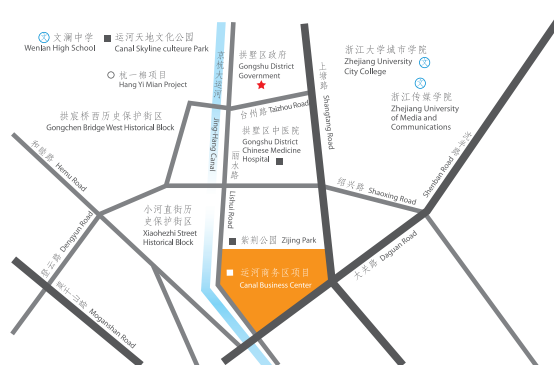 文澜中学
Wenlan High School
运河天地文化公园
Canal Skyline culteure Park
杭一棉项目
Hang Yi Mian Project
拱宸桥西历史保护街区
Gongchen Bridge West Historical Block
京杭大运河
Jing Hang Canal
拱墅区政府
Gongshu District
Government
台州路 Taizhou Road
上塘路
Shangtang Road
浙江大学城市学院
Zhejiang University
City College
浙江传媒学院
Zhejiang University
of Media and
Communications
拱墅区中医院
Gongshu District
Chinese Medicine
Hospital
丽水路
Lishui Road
和睦路
Hemu Road
绍兴路 Shaoxing Road
Shenban Road
小河直街历
史保护街区
Xiaohezhi Street
Historical Block
登云路
Dengyun Road
紫荆公园 Zijing Park
大关路 Daguan Road
运河商务区项目
Canal Business Center
莫干山路
Moganshan Road